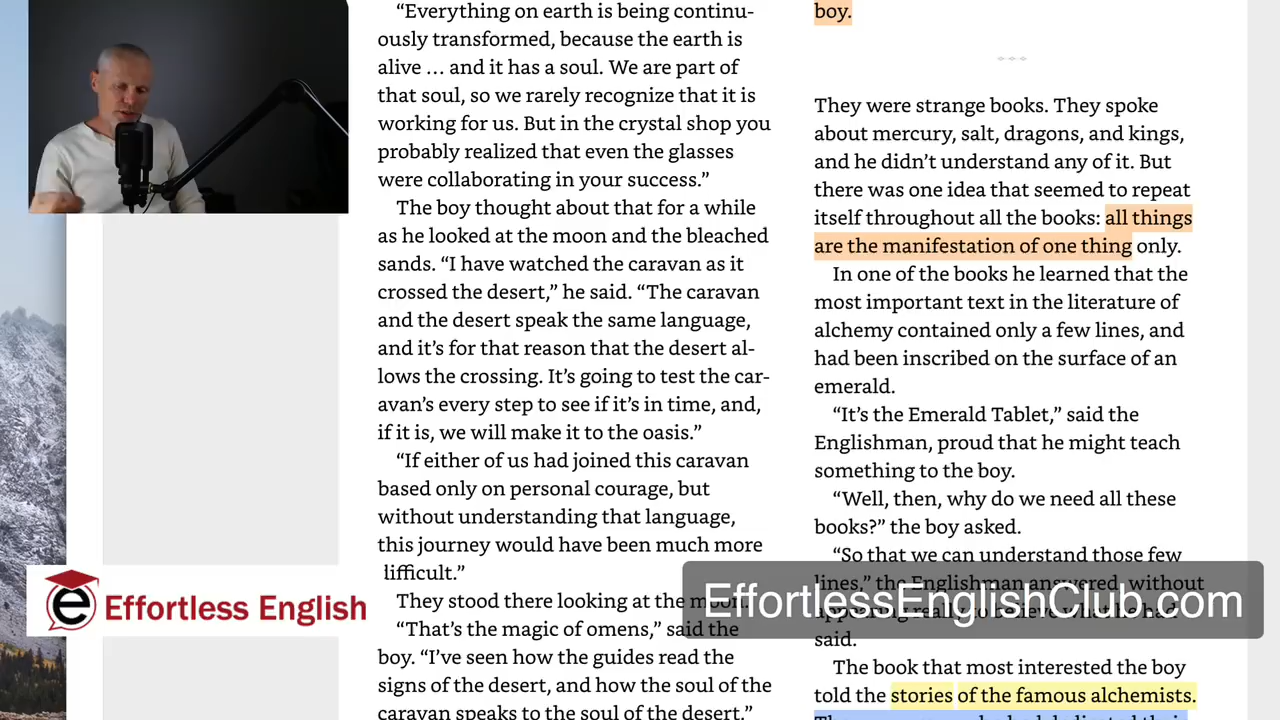 “Everything on earth is being continu-
ously transformed, because the earth is
alive … and it has a soul. We are part of
that soul, so we rarely recognize that it is
working for us. But in the crystal shop you
probably realized that even the glasses
were collaborating in your success.”
The boy thought about that for a while
as he looked at the moon and the bleached
sands. “I have watched the caravan as it
crossed the desert,” he said. “The caravan
and the desert speak the same language,
and it’s for that reason that the desert al-
lows the crossing. It’s going to test the car-
avan’s every step to see if it’s in time, and,
if it is, we will make it to the oasis.”
“If either of us had joined this caravan
based only on personal courage, but
without understanding that language,
this journey would have been much more
difficult.”
They stood there looking at the moon.
“That’s the magic of omens,” said the
boy. “I’ve seen how the guides read the
signs of the desert, and how the soul of the
caravan speaks to the soul of the desert.”
boy.
They were strange books. They spoke
about mercury, salt, dragons, and kings,
and he didn’t understand any of it. But
there was one idea that seemed to repeat
itself throughout all the books: all things
are the manifestation of one thing only.
In one of the books he learned that the
most important text in the literature of
alchemy contained only a few lines, and
had been inscribed on the surface of an
emerald.
“It’s the Emerald Tablet,” said the
Englishman, proud that he might teach
something to the boy.
“Well, then, why do we need all these
books?” the boy asked.
“So that we can understand those few
lines,” the Englishman answered, without
appearing really to believe what he had
said.
The book that most interested the boy
told the stories of the famous alchemists.
Effortless English
EffortlessEnglishClub.com